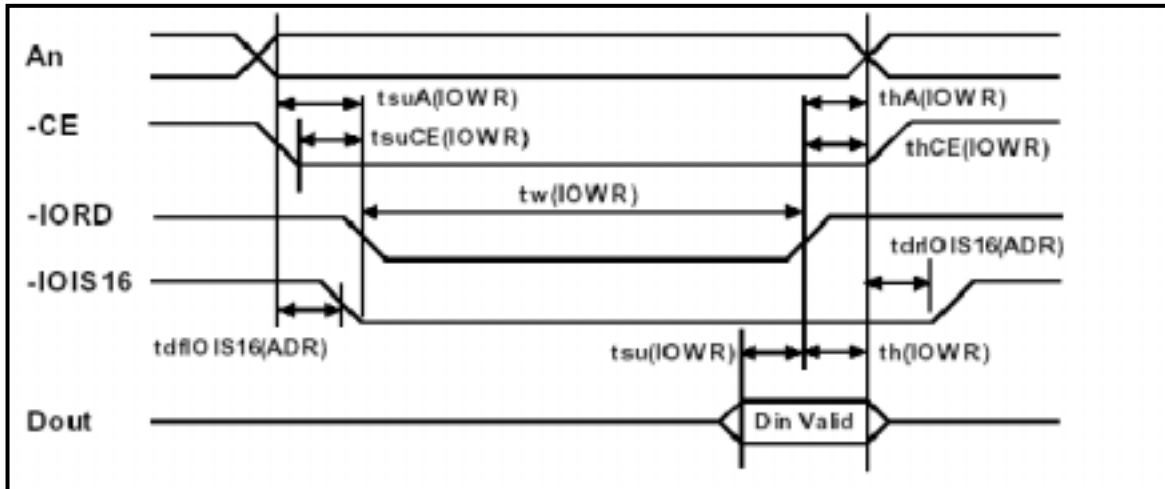 An
tsuA(IOWR)
thA(IOWR)
-CE
tsuCE(IOWR)
thCE(IOWR)
tw(IOWR)
-IORD
tdrIOIS16(ADR)
-IOIS16
tdfIOIS16(ADR)
tsu(IOWR)
th(IOWR)
Dout
Din Valid